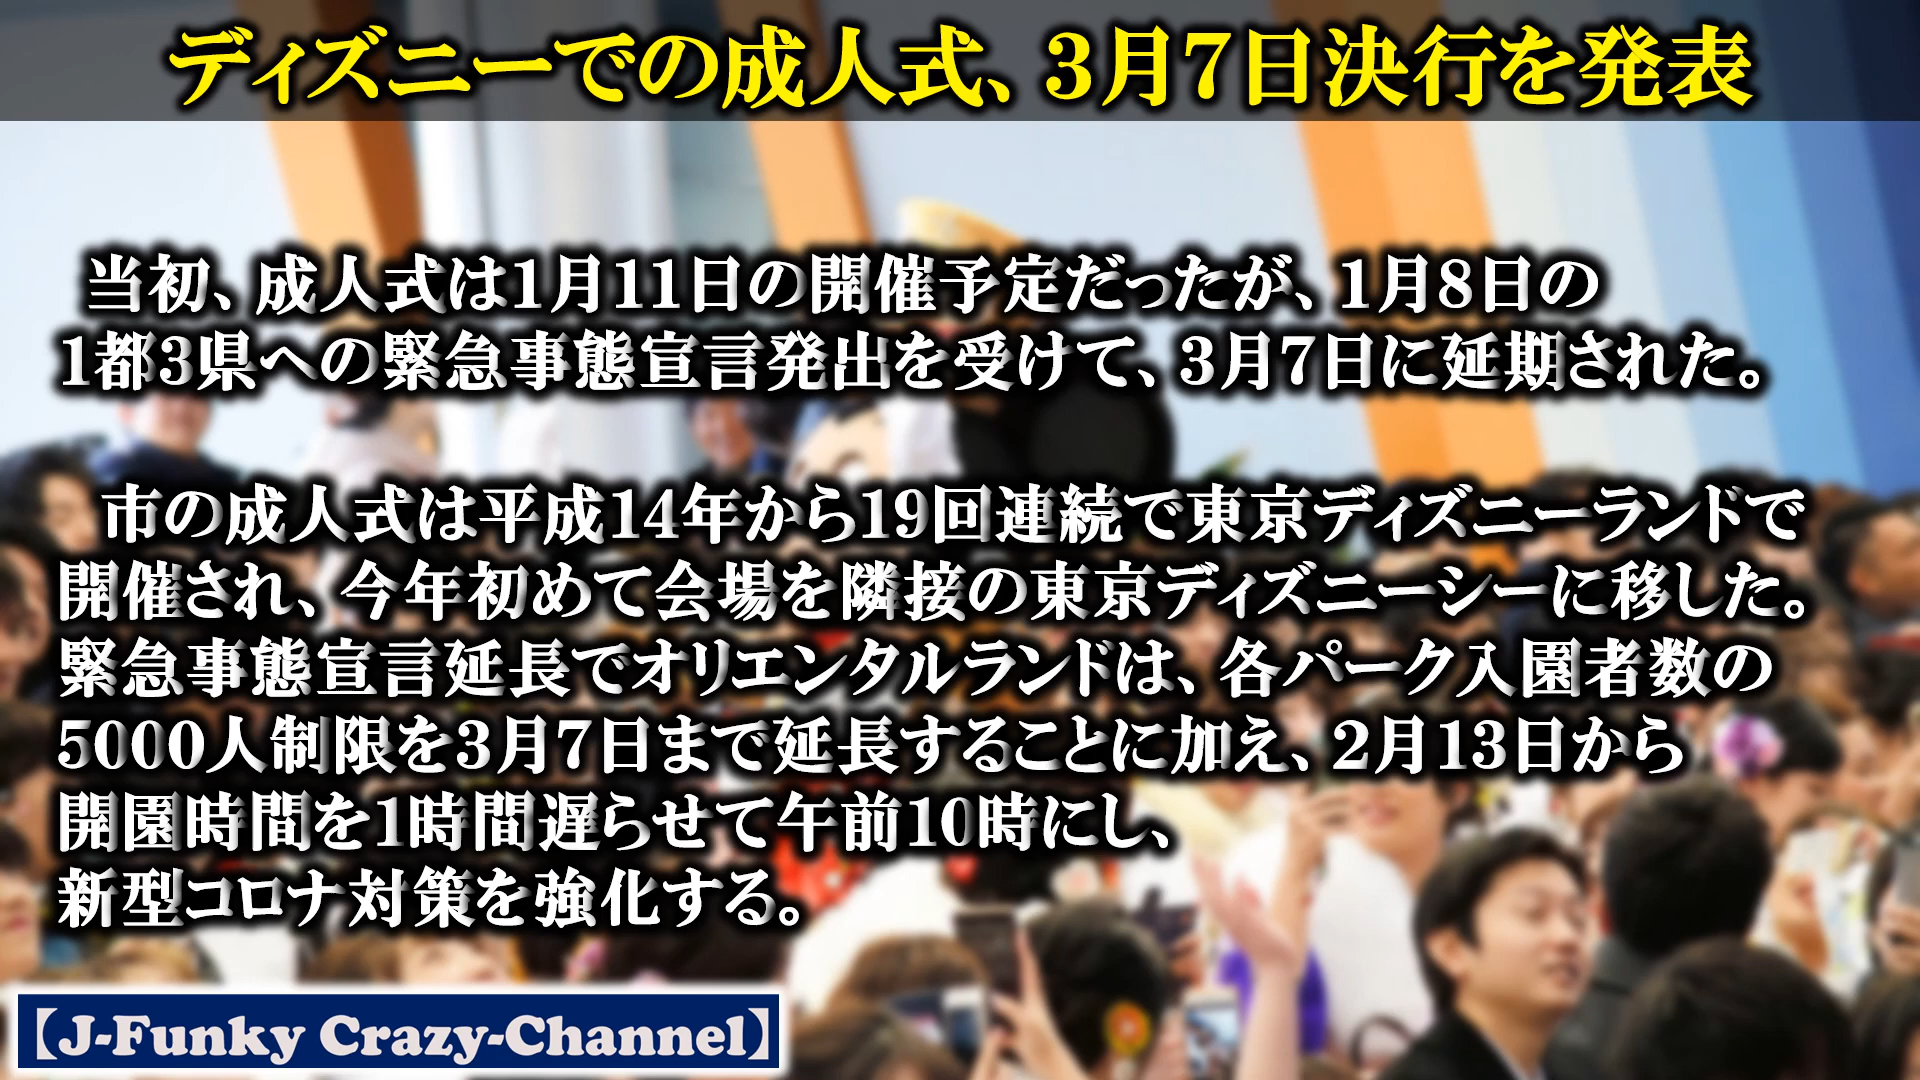 ディズニーでの成人式、3月7日決行を発表
当初、成人式は1月11日の開催予定だったが、1月8日の
1都3県への緊急事態宣言発出を受けて、3月7日に延期された。
市の成人式は平成14年から19回連続で東京ディズニーランドで
開催され、今年初めて会場を隣接の東京ディズニーシーに移した。
緊急事態宣言延長でオリエンタルランドは、各パーク入園者数の
5000人制限を3月7日まで延長することに加え、2月13日から
開園時間を1時間遅らせて午前10時にし、
新型コロナ対策を強化する。
【J-Funky Crazy-Channel】